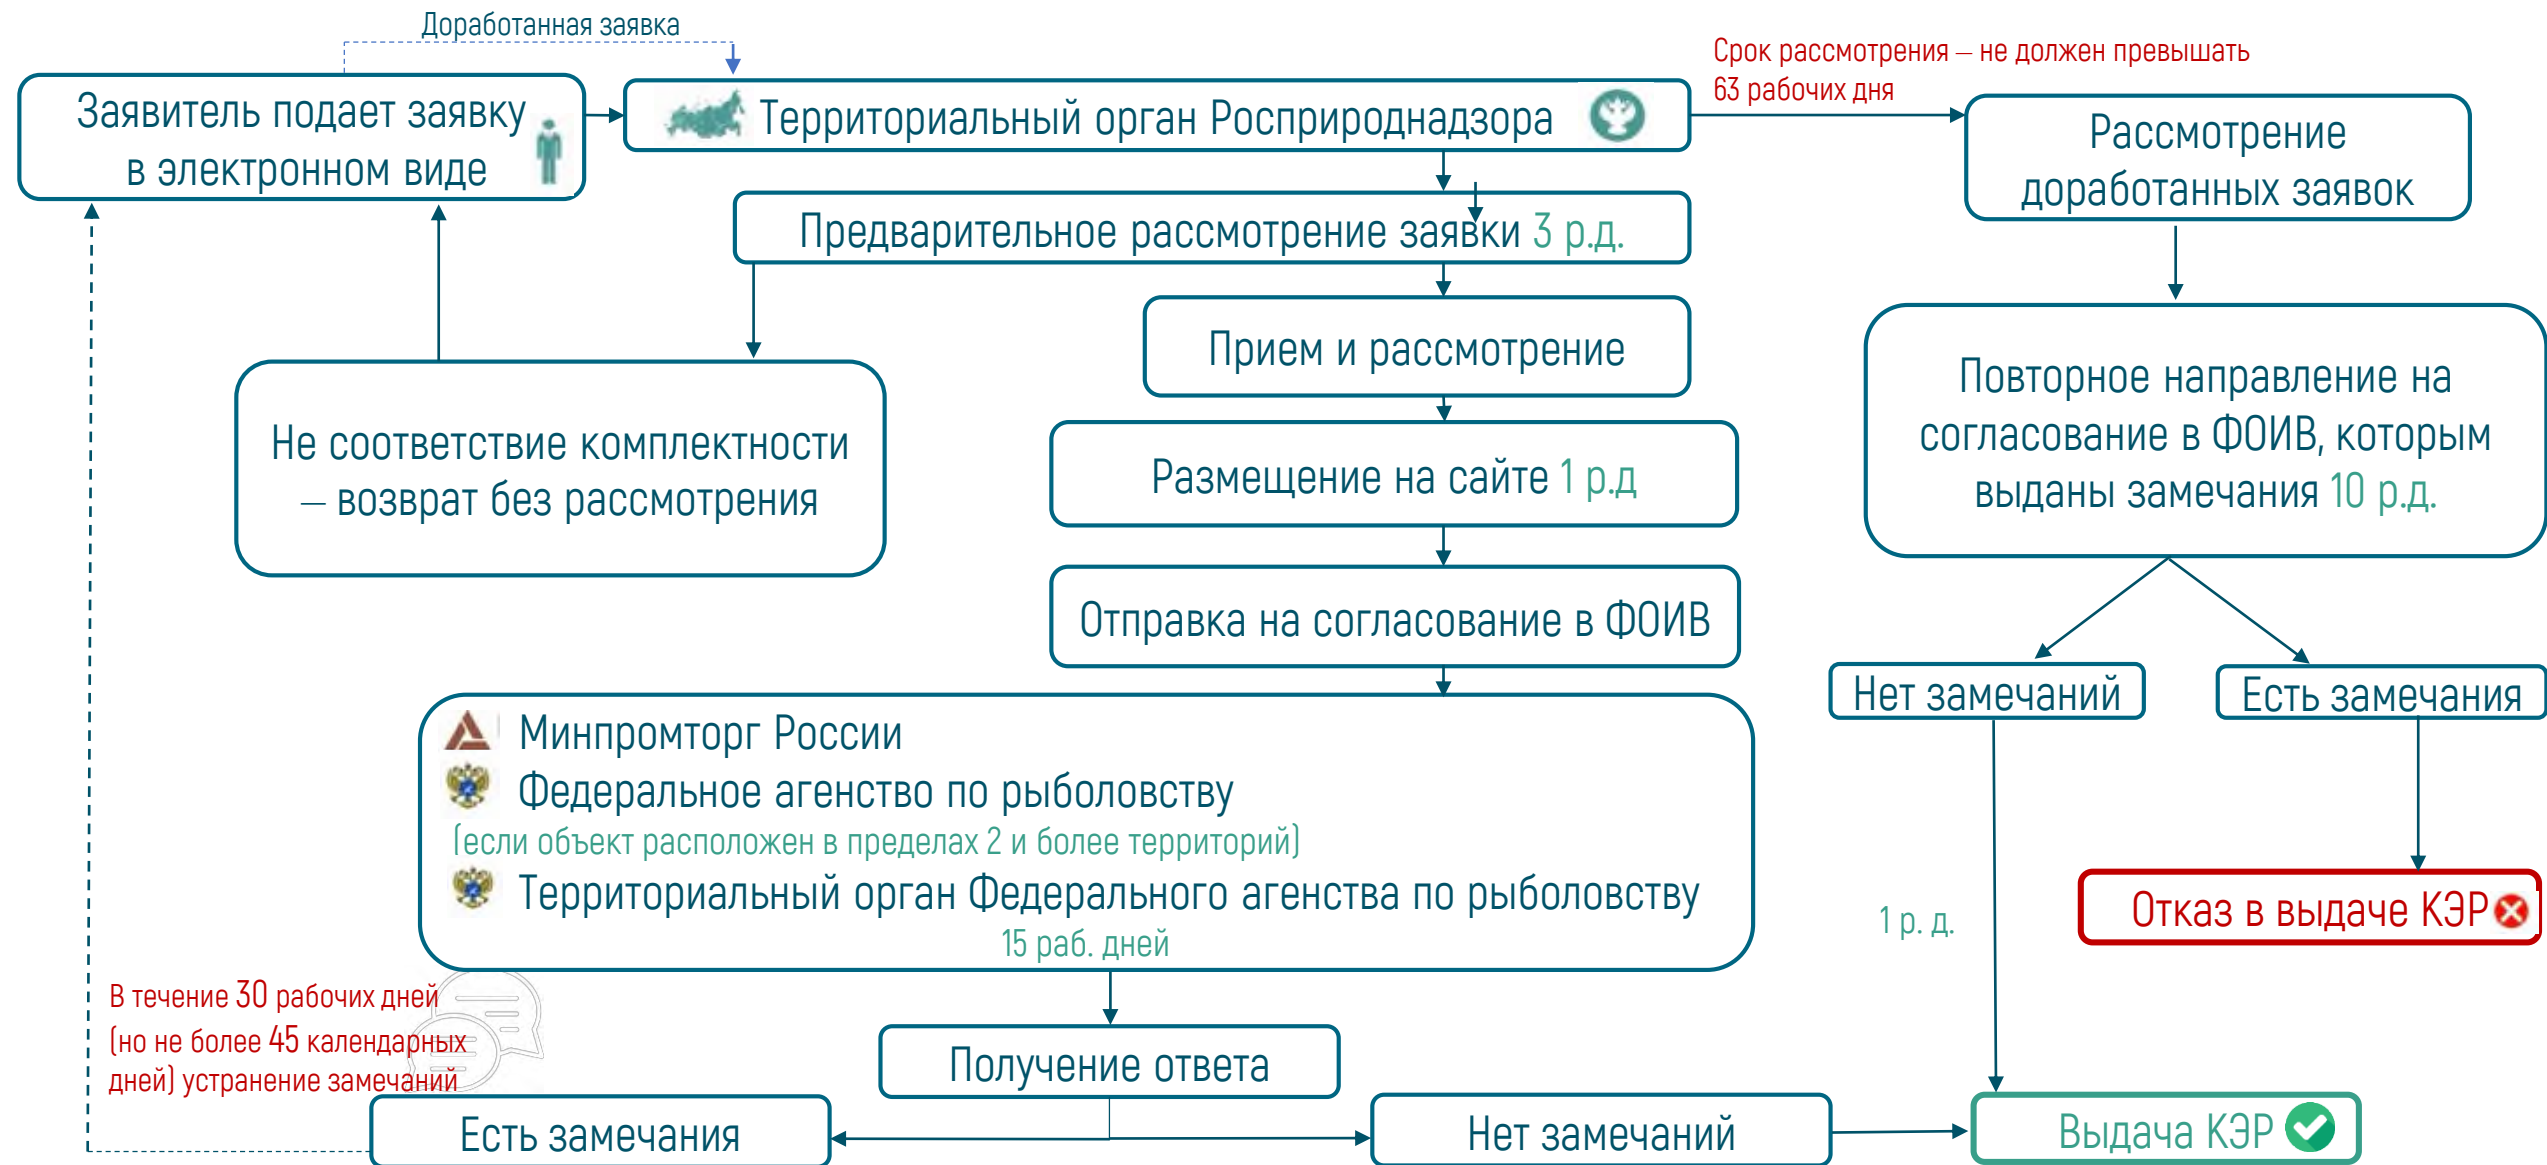 Доработанная заявка
Заявитель подает заявку
в электронном виде
Территориальный орган Росприроднадзора
Срок рассмотрения – не должен превышать
63 рабочих дня
Рассмотрение
доработанных заявок
Предварительное рассмотрение заявки 3 р.д.
Прием и рассмотрение
Не соответствие комплектности
– возврат без рассмотрения
Размещение на сайте 1 р.д
Повторное направление на
согласование в ФОИВ, которым
выданы замечания 10 р.д.
Отправка на согласование в ФОИВ
Нет замечаний
Есть замечания
Минпромторг России
Федеральное агенство по рыболовству
(если объект расположен в пределах 2 и более территорий)
Территориальный орган Федерального агенства по рыболовству
15 раб. дней
1 р. д.
Отказ в выдаче КЭР
В течение 30 рабочих дней
(но не более 45 календарных
дней) устранение замечаний
Получение ответа
Есть замечания
Нет замечаний
Выдача КЭР